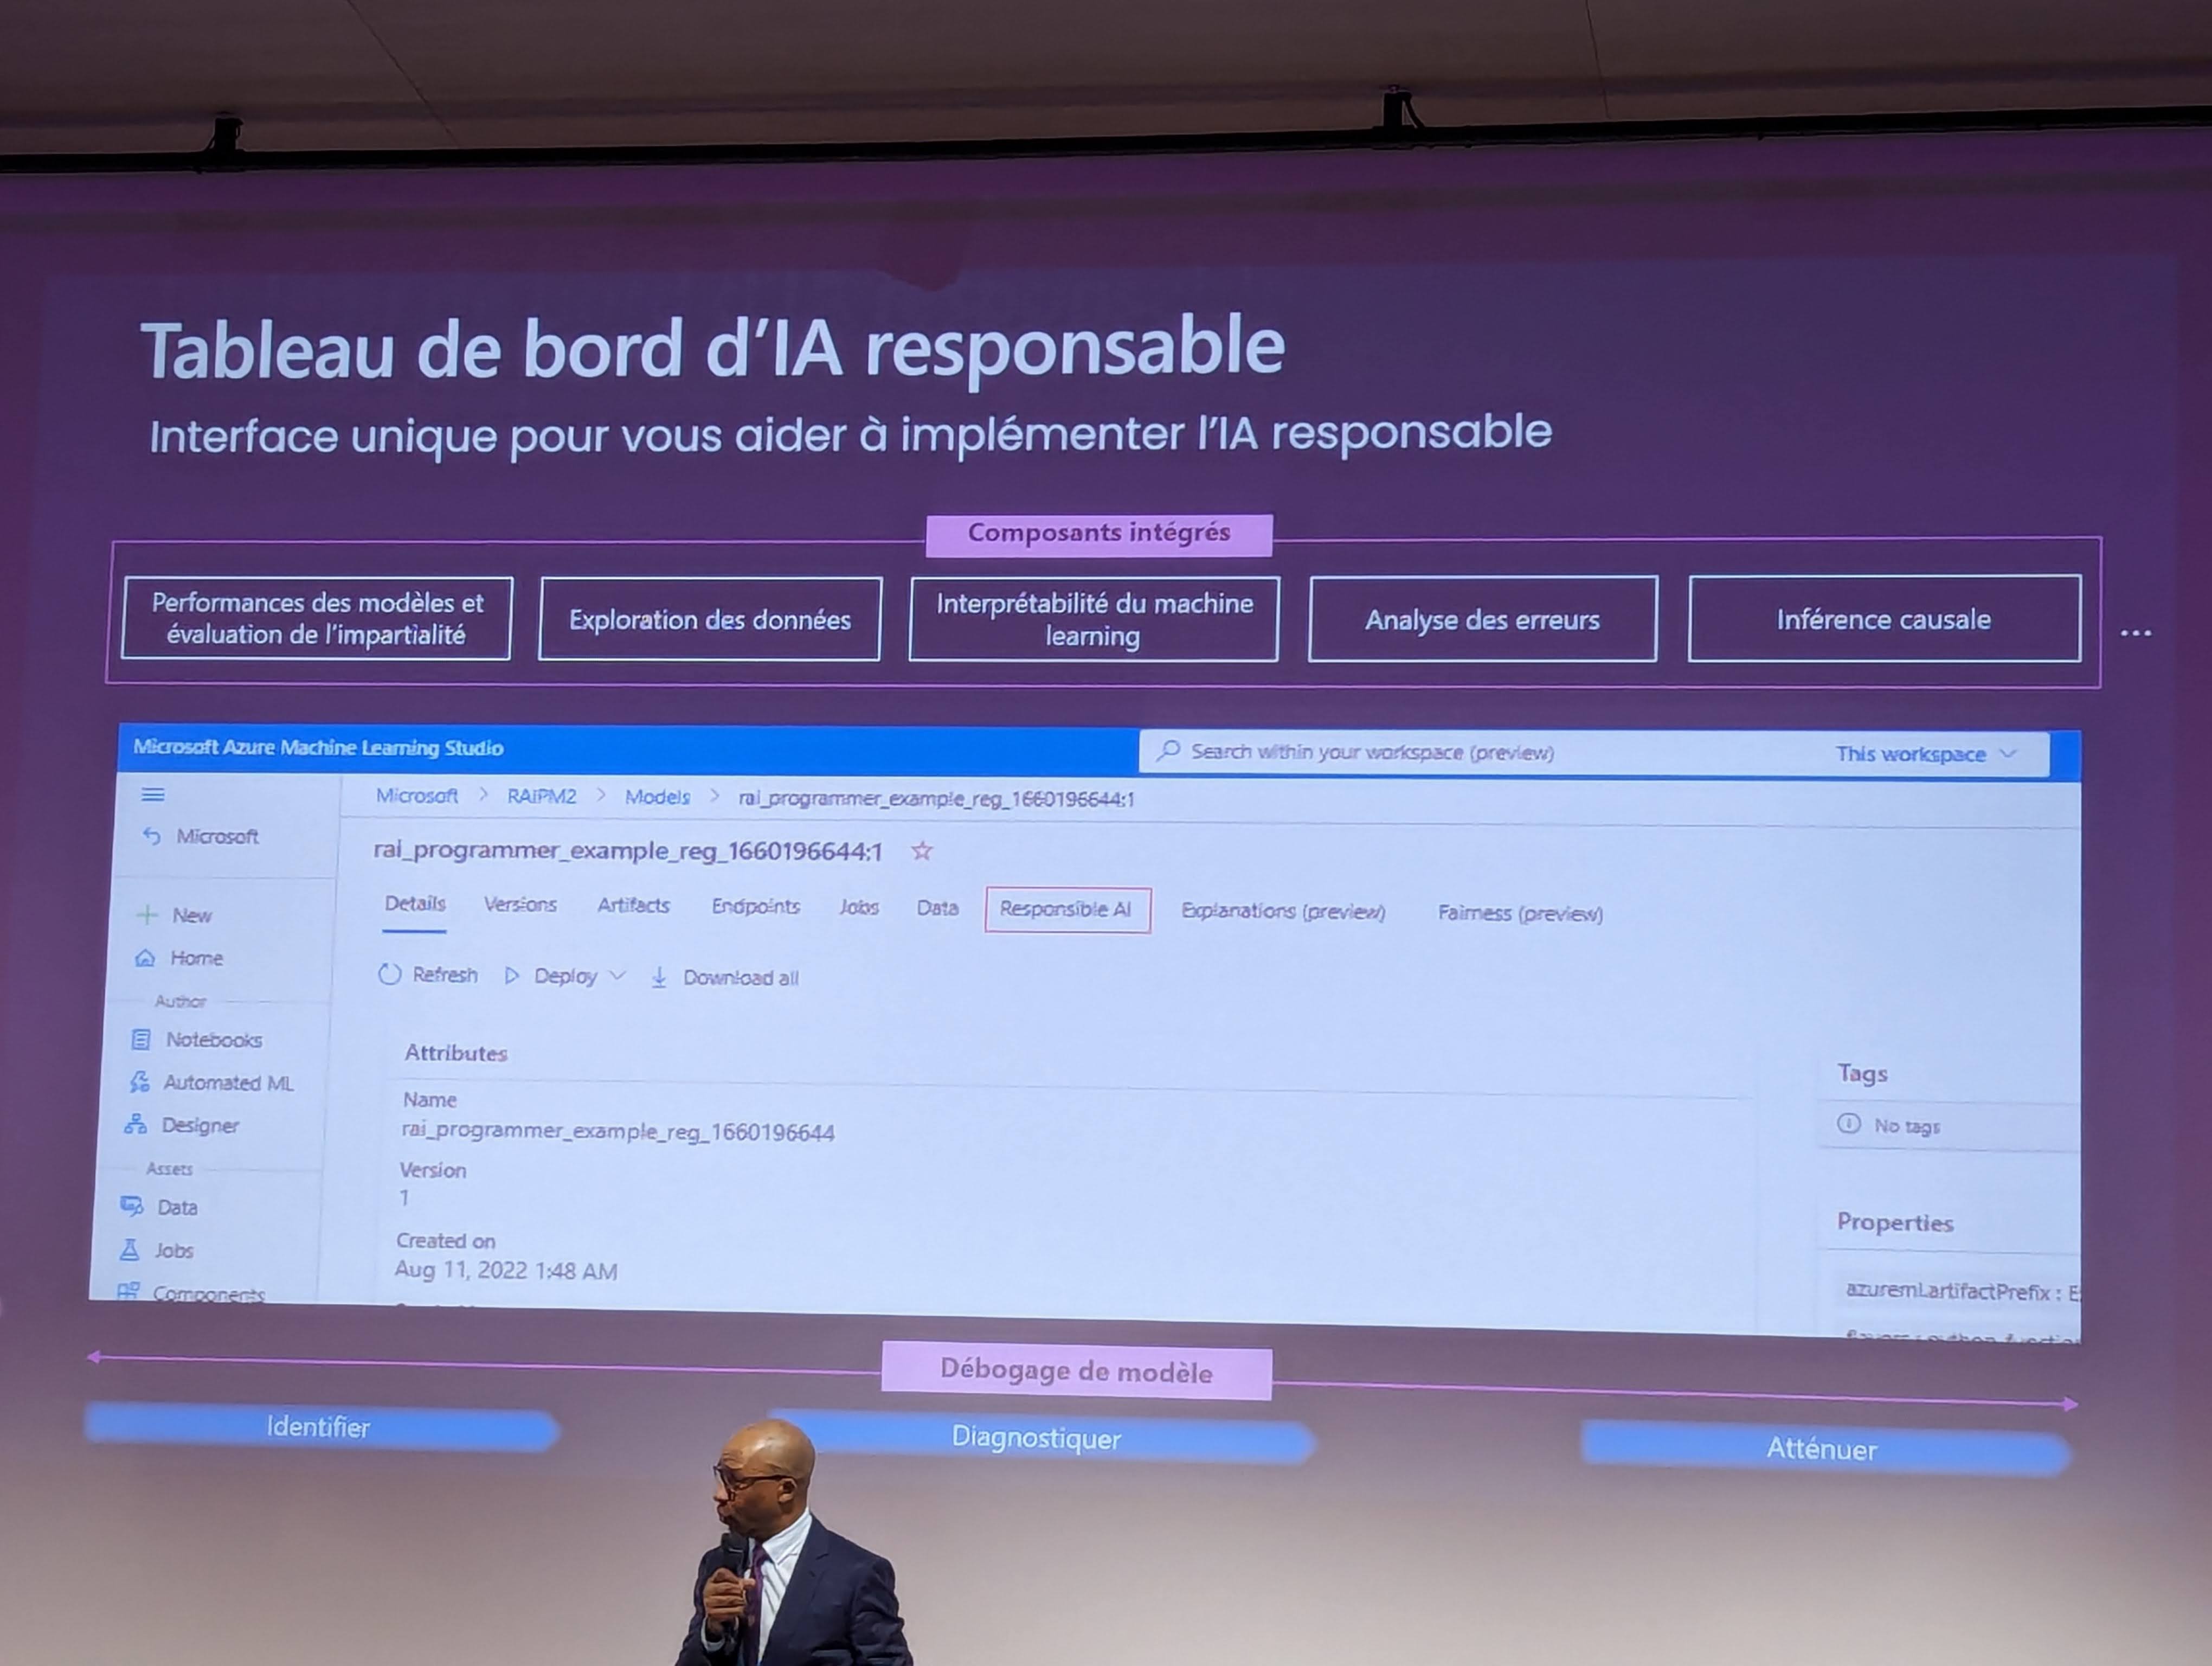 Tableau de bord d'IA responsable
Interface unique pour vous aider à implémenter l'IA responsable
Composants intégrés
Performances des modèles et
évaluation de l'impartialité
Exploration des données
Interprétabilité du machine
learning
Analyse des erreurs
Inférence causale
...
Microsoft Azure Machine Learning Studio
Search within your workspace (preview)
This workspace
Microsoft > RAIPM2 > Models > rai_programmer_example_reg_1660196644:1
Microsoft
rai_programmer_example_reg_1660196644:1
Details Versions Artifacts Endpoints Jobs Data Responsible AI Explanations (preview) Fairness (preview)
New
Home
Refresh Deploy Download all
Author
Notebooks
Automated ML
Designer
Assets
Data
Jobs
Components
Attributes
Name
rai_programmer_example_reg_1660196644
Version
1
Created on
Aug 11, 2022 1:48 AM
Tags
No tags
Properties
azureml.artifactPrefix :
Débogage de modèle
Identifier
Diagnostiquer
Atténuer